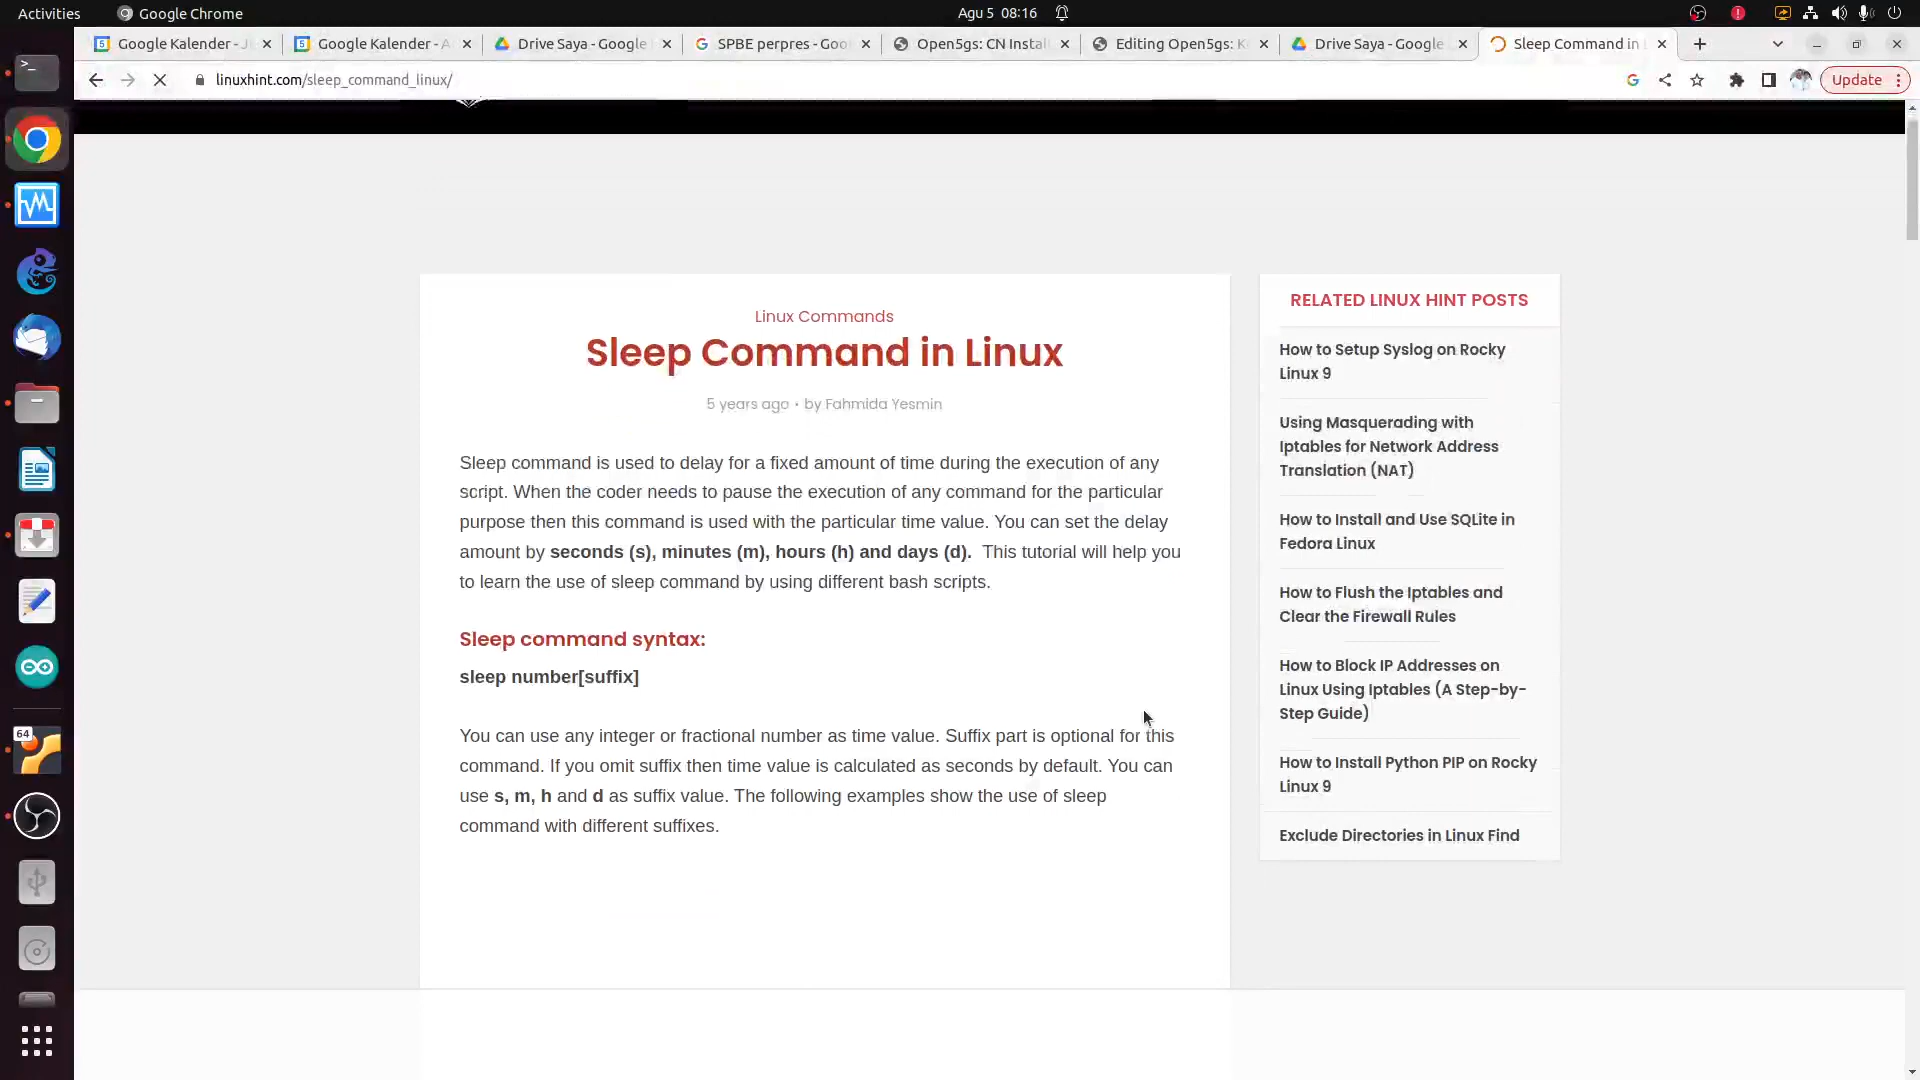 Activities
Google Chrome
Agu 5 08:16
Google Kalender - J
Google Kalender - A
Drive Saya - Google
SPBE perpres - Goo
Open5gs: CN Instal
Editing Open5gs: K
Drive Saya - Google
Sleep Command in L
linuxhint.com/sleep_command_linux/
Update
Linux Commands
Sleep Command in Linux
5 years ago • by Fahmida Yesmin
Sleep command is used to delay for a fixed amount of time during the execution of any
script. When the coder needs to pause the execution of any command for the particular
purpose then this command is used with the particular time value. You can set the delay
amount by seconds (s), minutes (m), hours (h) and days (d). This tutorial will help you
to learn the use of sleep command by using different bash scripts.
Sleep command syntax:
sleep number[suffix]
You can use any integer or fractional number as time value. Suffix part is optional for this
command. If you omit suffix then time value is calculated as seconds by default. You can
use s, m, h and d as suffix value. The following examples show the use of sleep
command with different suffixes.
RELATED LINUX HINT POSTS
How to Setup Syslog on Rocky
Linux 9
Using Masquerading with
Iptables for Network Address
Translation (NAT)
How to Install and Use SQLite in
Fedora Linux
How to Flush the Iptables and
Clear the Firewall Rules
How to Block IP Addresses on
Linux Using Iptables (A Step-by-
Step Guide)
How to Install Python PIP on Rocky
Linux 9
Exclude Directories in Linux Find
64